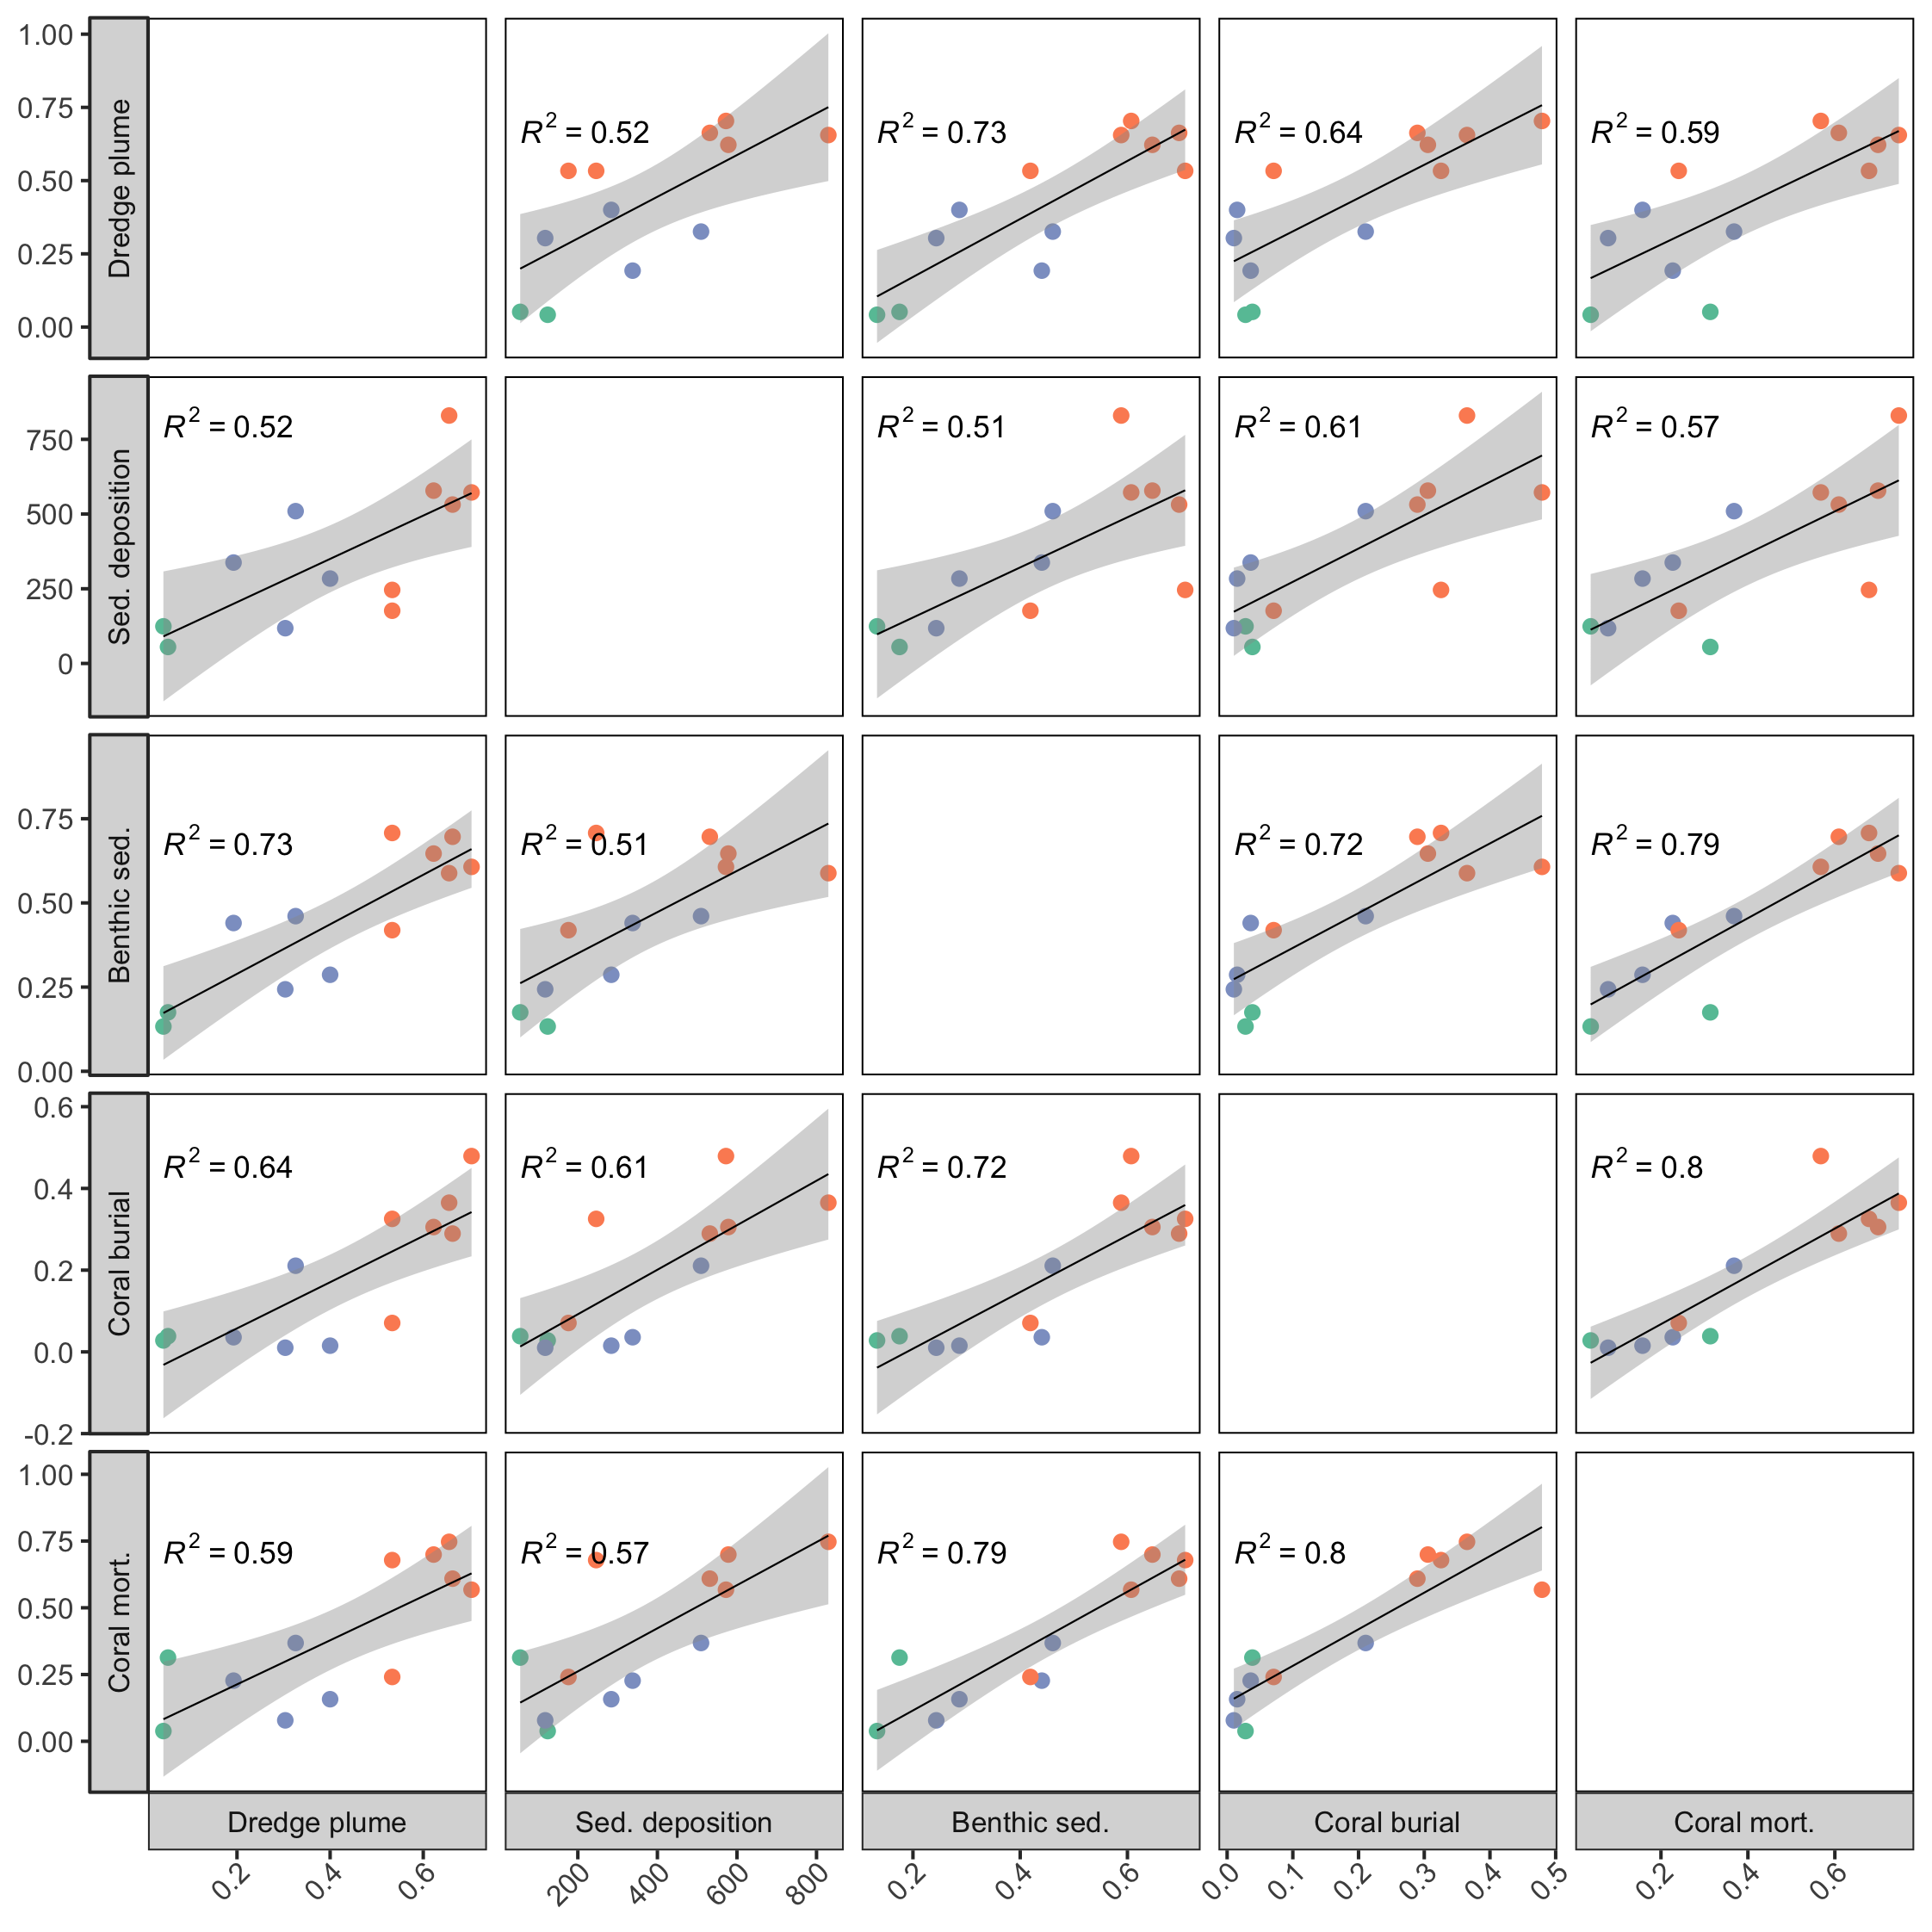 1.00
0.75
0.50
0.25
0.00
Dredge plume
R² = 0.52
R² = 0.73
R² = 0.64
R² = 0.59
750
500
250
0
Sed. deposition
R² = 0.52
R² = 0.51
R² = 0.61
R² = 0.57
0.75
0.50
0.25
0.00
Benthic sed.
R² = 0.73
R² = 0.51
R² = 0.72
R² = 0.79
0.6
0.4
0.2
0.0
-0.2
Coral burial
R² = 0.64
R² = 0.61
R² = 0.72
R² = 0.8
1.00
0.75
0.50
0.25
0.00
Coral mort.
R² = 0.59
R² = 0.57
R² = 0.79
R² = 0.8
Dredge plume
Sed. deposition
Benthic sed.
Coral burial
Coral mort.
0.2 0.4 0.6
200 400 600 800
0.2 0.4 0.6
0.0 0.1 0.2 0.3 0.4 0.5
0.2 0.4 0.6